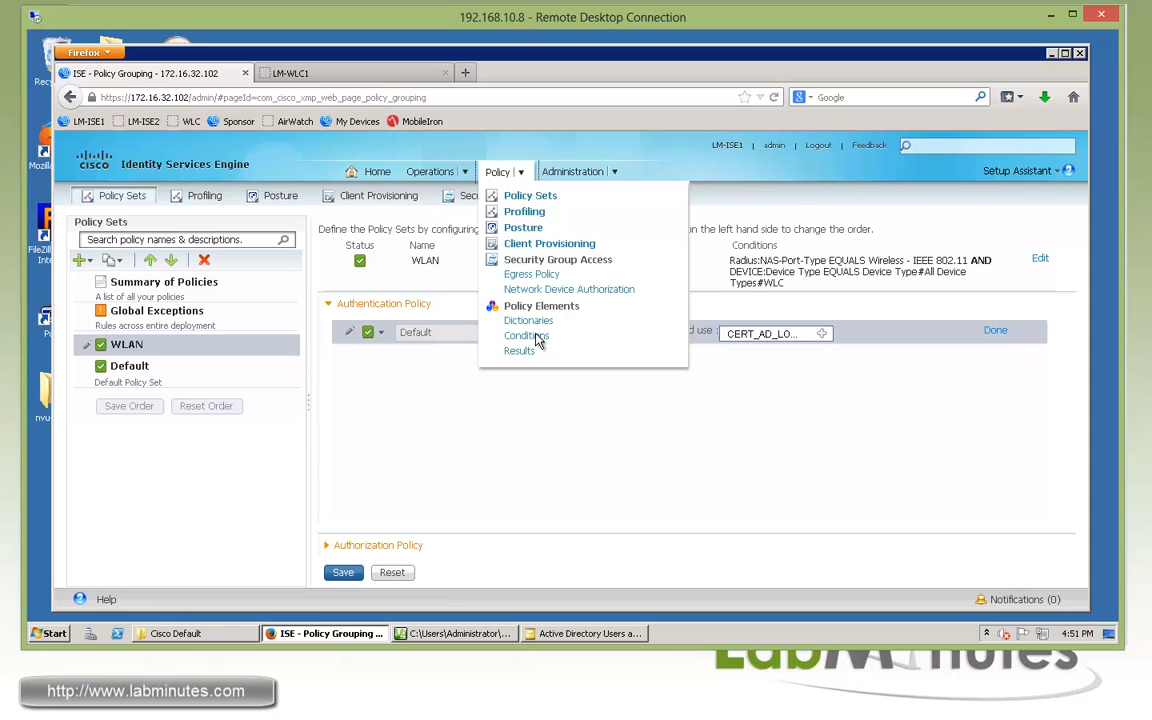 192.168.10.8 - Remote Desktop Connection
Recy
Firefox
ISE - Policy Grouping - 172.16.32.102
LM-WLC1
https://172.16.32.102/admin/#pageId=com_cisco_xmp_web_page_policy_grouping
Google
LM-ISE1 LM-ISE2 WLC Sponsor AirWatch My Devices MobileIron
Mozilla
cisco
Identity Services Engine
LM-ISE1 admin Logout Feedback
Home Operations Policy Administration
Setup Assistant
Policy Sets Profiling Posture Client Provisioning Sec
Policy Sets
Search policy names & descriptions.
Summary of Policies
A list of all your policies
Global Exceptions
Rules across entire deployment
WLAN
Default
Default Policy Set
Save Order Reset Order
FileZil
Inte
nvu
Define the Policy Sets by configuring
on the left hand side to change the order.
Status Name Conditions
WLAN
Radius:NAS-Port-Type EQUALS Wireless - IEEE 802.11 AND
DEVICE:Device Type EQUALS Device Type#All Device
Types#WLC
Edit
Policy Sets
Profiling
Posture
Client Provisioning
Security Group Access
Egress Policy
Network Device Authorization
Policy Elements
Dictionaries
Conditions
Results
Authentication Policy
Default
d use :
CERT_AD_LO...
Done
Authorization Policy
Save Reset
Help
Notifications (0)
Start
Cisco Default
ISE - Policy Grouping ...
C:\Users\Administrator\...
Active Directory Users a...
4:51 PM
LabMinutes
http://www.labminutes.com